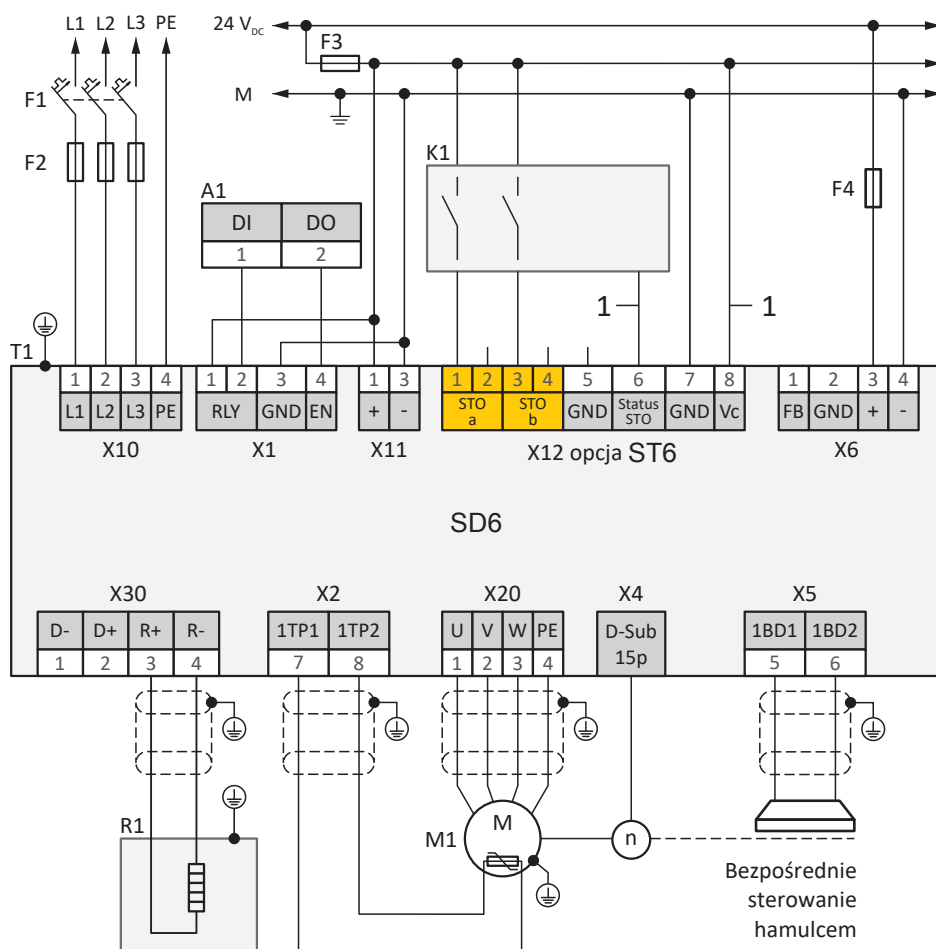 L1 L2 L3 PE
24 VDC
F3
F1
M
F2
K1
A1
F4
DI DO
1 2
1 1
T1
1 2 3 4 1 2 3 4 1 3 1 2 3 4 5 6 7 8 1 2 3 4
L1 L2 L3 PE RLY GND EN + - STO a STO b GND Status STO GND Vc FB GND + -
X10 X1 X11 X12 opcja ST6 X6
SD6
X30 X2 X20 X4 X5
D- D+ R+ R- 1TP1 1TP2 U V W PE D-Sub 15p 1BD1 1BD2
1 2 3 4 7 8 1 2 3 4 5 6
R1
M1
M
n
Bezpośrednie
sterowanie
hamulcem